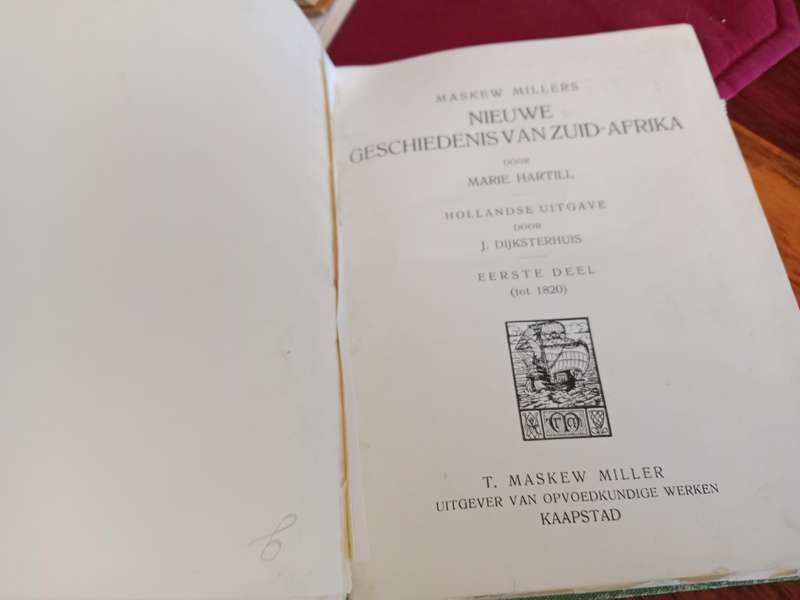 MASKEW MILLERS
NIEUWE
GESCHIEDENIS VAN ZUID-AFRIKA
DOOR
MARIE HARTILL
HOLLANDSE UITGAVE
DOOR
J. DIJKSTERHUIS
EERSTE DEEL
(tot 1820)
T. MASKEW MILLER
UITGEVER VAN OPVOEDKUNDIGE WERKEN
KAAPSTAD